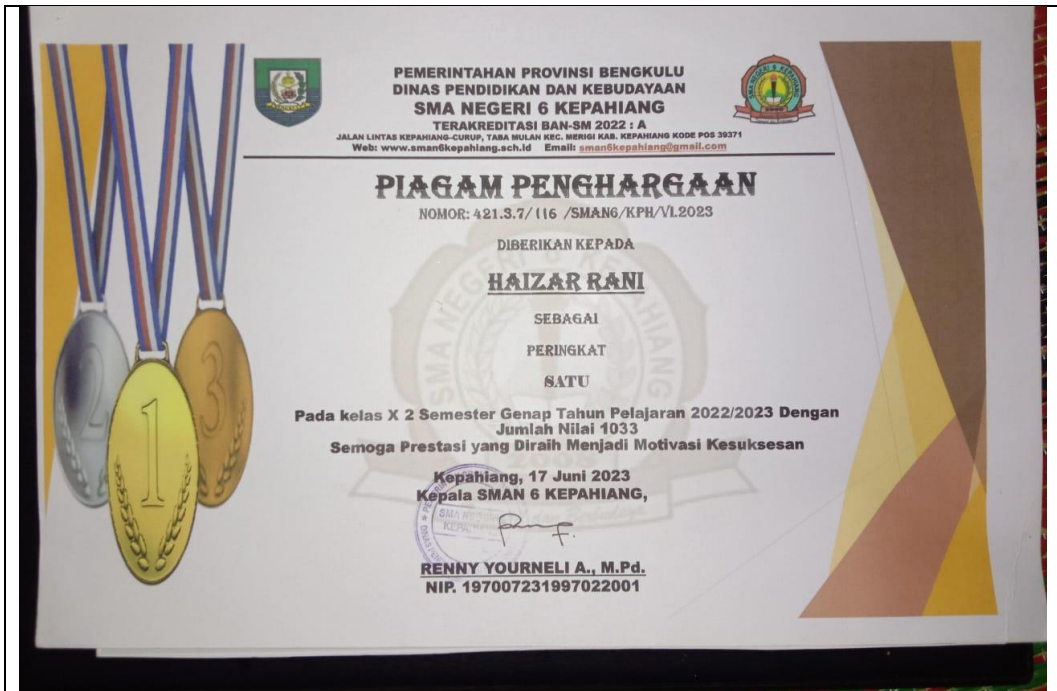 PEMERINTAHAN PROVINSI BENGKULU
DINAS PENDIDIKAN DAN KEBUDAYAAN
SMA NEGERI 6 KEPAHIANG
TERAKREDITASI BAN-SM 2022 : A
JALAN LINTAS KEPAHIANG-CURUP, TABA MULAN KEC. MERIGI KAB. KEPAHIANG KODE POS 39371
Web: www.sman6kepahiang.sch.id Email: sman6kepahiang@gmail.com
PIAGAM PENGHARGAAN
NOMOR: 421.3.7/ 116 /SMAN6/KPH/VI.2023
DIBERIKAN KEPADA
HAIZAR RANI
SEBAGAI
PERINGKAT
SATU
Pada kelas X 2 Semester Genap Tahun Pelajaran 2022/2023 Dengan
Jumlah Nilai 1033
Semoga Prestasi yang Diraih Menjadi Motivasi Kesuksesan
Kepahiang, 17 Juni 2023
Kepala SMAN 6 KEPAHIANG,
RENNY YOURNELI A., M.Pd.
NIP. 197007231997022001
2
1
3